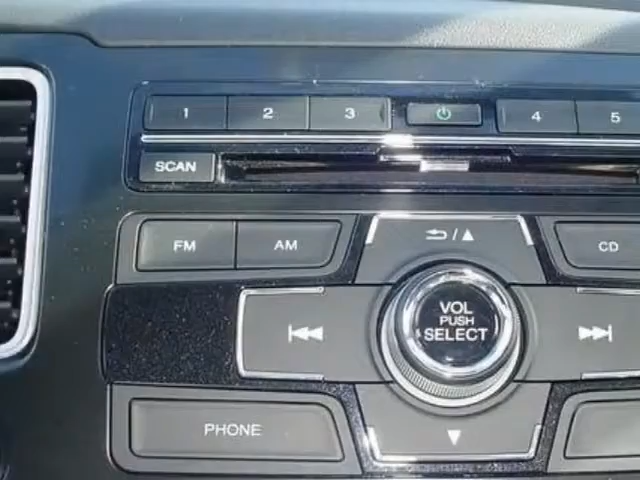 1 2 3 4 5
SCAN
FM AM / CD
VOL
PUSH
SELECT
PHONE